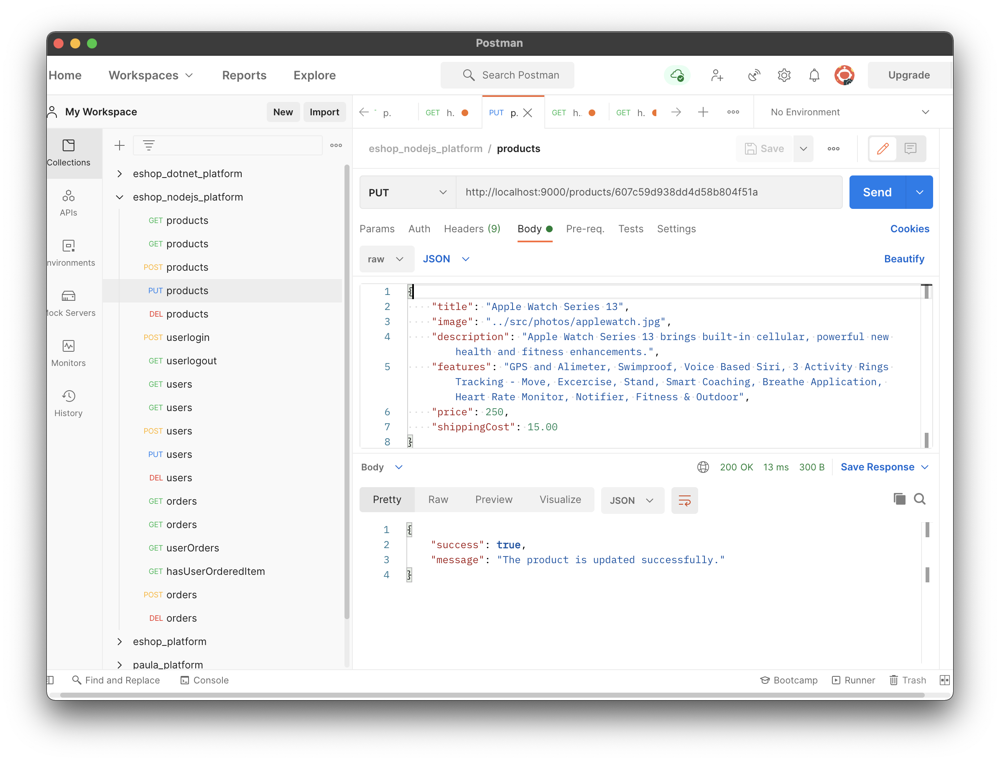 Postman
Home Workspaces Reports Explore Search Postman Upgrade
My Workspace New Import
p. GET h. PUT p. GET h.. GET h. No Environment
Collections
APIs
nvironments
Mock Servers
Monitors
History
eshop_dotnet_platform
eshop_nodejs_platform
GET products
GET products
POST products
PUT products
DEL products
POST userlogin
GET userlogout
GET users
GET users
POST users
PUT users
DEL users
GET orders
GET orders
GET userOrders
GET hasUserOrderedItem
POST orders
DEL orders
eshop_platform
paula_platform
eshop_nodejs_platform / products Save
PUT http://localhost:9000/products/607c59d938dd4d58b804f51a Send
Params Auth Headers (9) Body Pre-req. Tests Settings Cookies
raw JSON Beautify
1 {
2 "title": "Apple Watch Series 13",
3 "image": "../src/photos/applewatch.jpg",
4 "description": "Apple Watch Series 13 brings built-in cellular, powerful new
health and fitness enhancements.",
5 "features": "GPS and Alimeter, Swimproof, Voice Based Siri, 3 Activity Rings
Tracking - Move, Excercise, Stand, Smart Coaching, Breathe Application,
Heart Rate Monitor, Notifier, Fitness & Outdoor",
6 "price": 250,
7 "shippingCost": 15.00
8 }
Body 200 OK 13 ms 300 B Save Response
Pretty Raw Preview Visualize JSON
1 {
2 "success": true,
3 "message": "The product is updated successfully."
4 }
Find and Replace Console Bootcamp Runner Trash